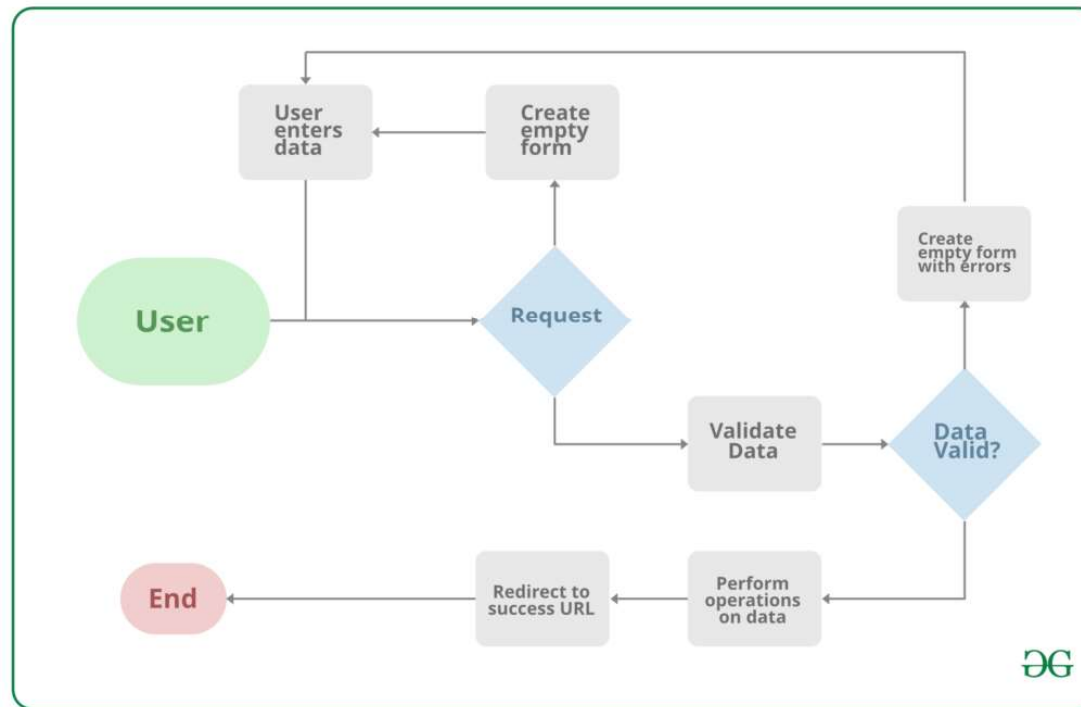 User
enters
data
Create
empty
form
Create
empty form
with errors
User
Request
Validate
Data
Data
Valid?
End
Redirect to
success URL
Perform
operations
on data